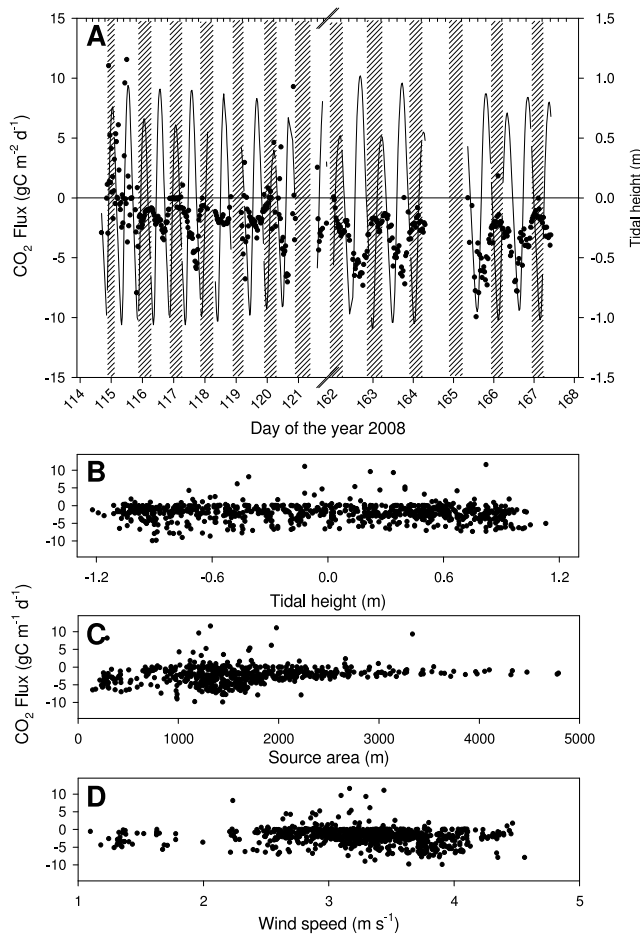 A
15
10
5
0
-5
-10
-15
1.5
1.0
0.5
0.0
-0.5
-1.0
-1.5
CO2 Flux (gC m-2 d-1)
Tidal height (m)
114 115 116 117 118 119 120 121 162 163 164 165 166 167 168
Day of the year 2008
B
10
5
0
-5
-10
-1.2 -0.6 0.0 0.6 1.2
Tidal height (m)
CO2 Flux (gC m-1 d-1)
C
10
5
0
-5
-10
0 1000 2000 3000 4000 5000
Source area (m)
D
10
5
0
-5
-10
1 2 3 4 5
Wind speed (m s-1)